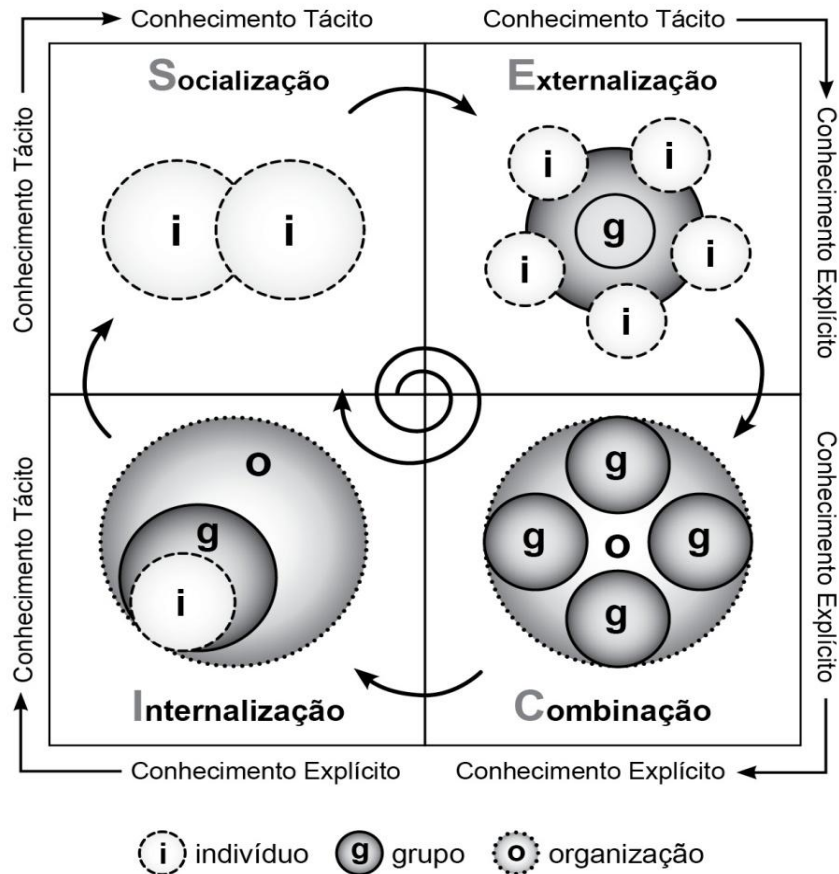 Conhecimento Tácito
Conhecimento Tácito
Conhecimento Tácito
Socialização
Externalização
Conhecimento Explícito
i
i
i
i
i
i
i
g
Conhecimento Tácito
o
g
i
g
g
o
g
g
Conhecimento Explícito
Internalização
Combinação
Conhecimento Explícito
Conhecimento Explícito
i indivíduo
g grupo
o organização